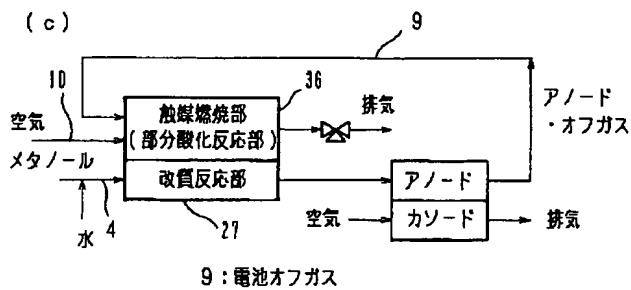 (c)
9
10
36
空気
触媒燃焼部
(部分酸化反応部)
排気
アノード
・オフガス
メタノール
改質反応部
アノード
水
4
27
空気
カソード
排気
9:電池オフガス